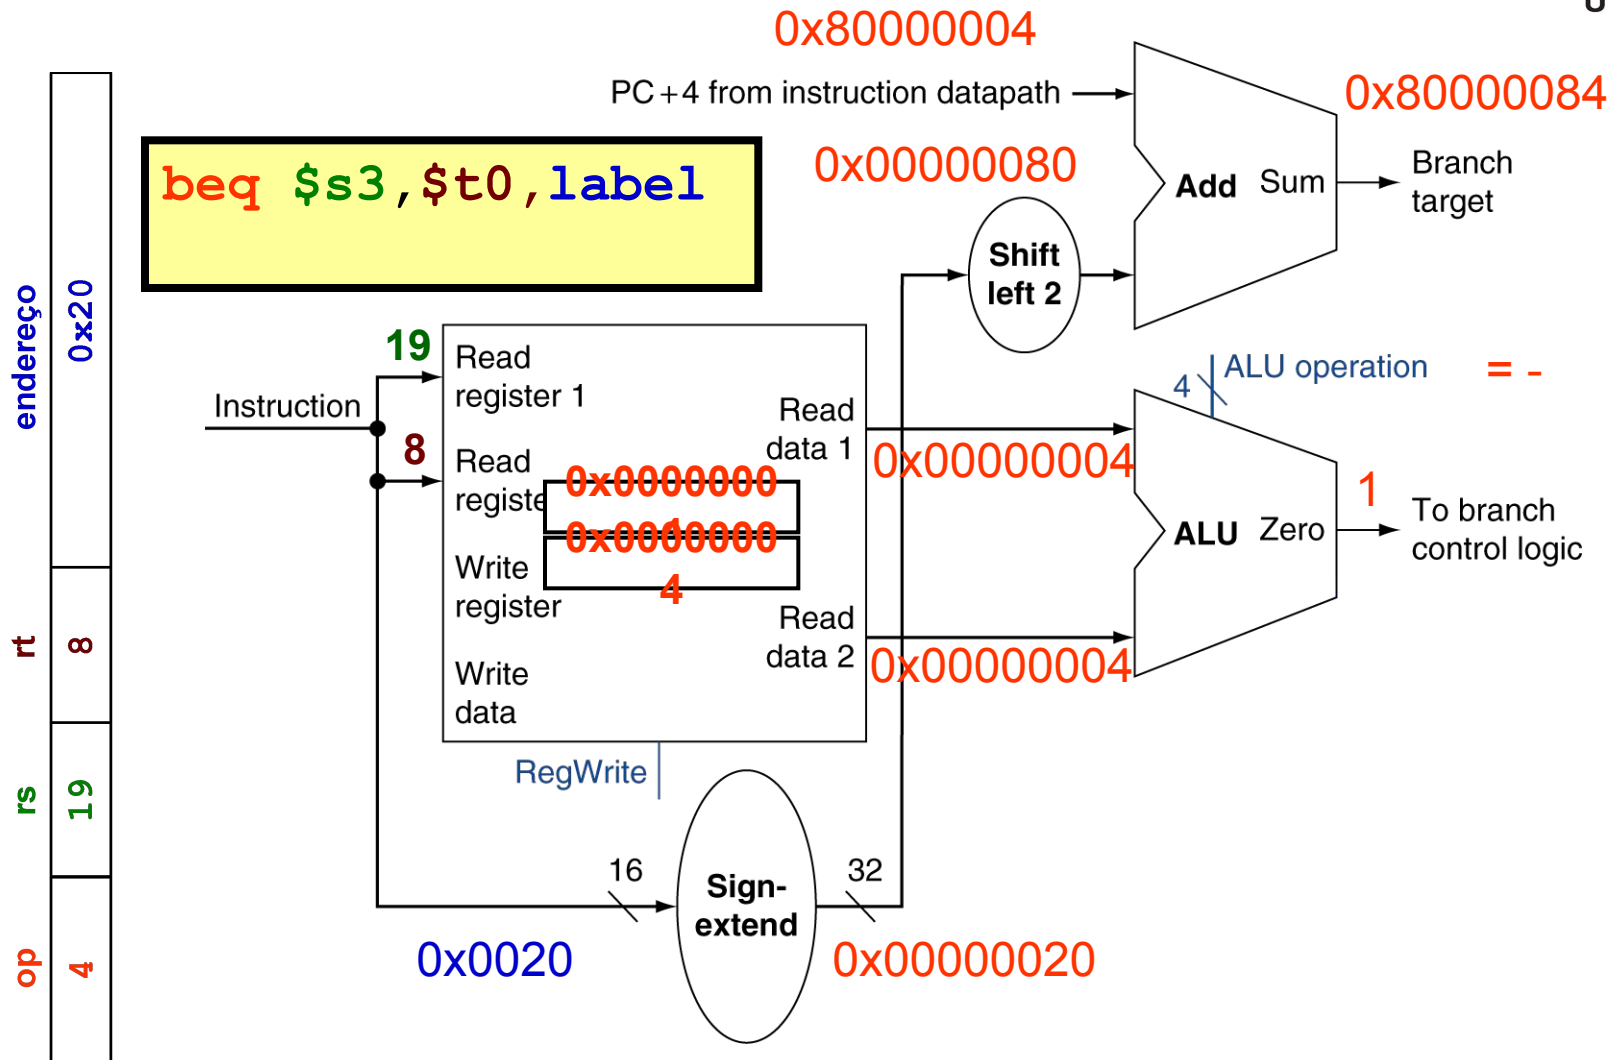 0x80000004
PC+4 from instruction datapath
0x80000084
beq $s3,$t0,label
0x00000080
Add Sum
Branch
target
Shift
left 2
endereço 0x20
rt 8
rs 19
op 4
Instruction
19
Read
register 1
8
Read
registe
Write
register
Write
data
0x0000000
0x0000000
4
Read
data 1
Read
data 2
RegWrite
0x00000004
0x00000004
4
ALU operation
= -
ALU Zero
1
To branch
control logic
16
Sign-
extend
32
0x0020
0x00000020